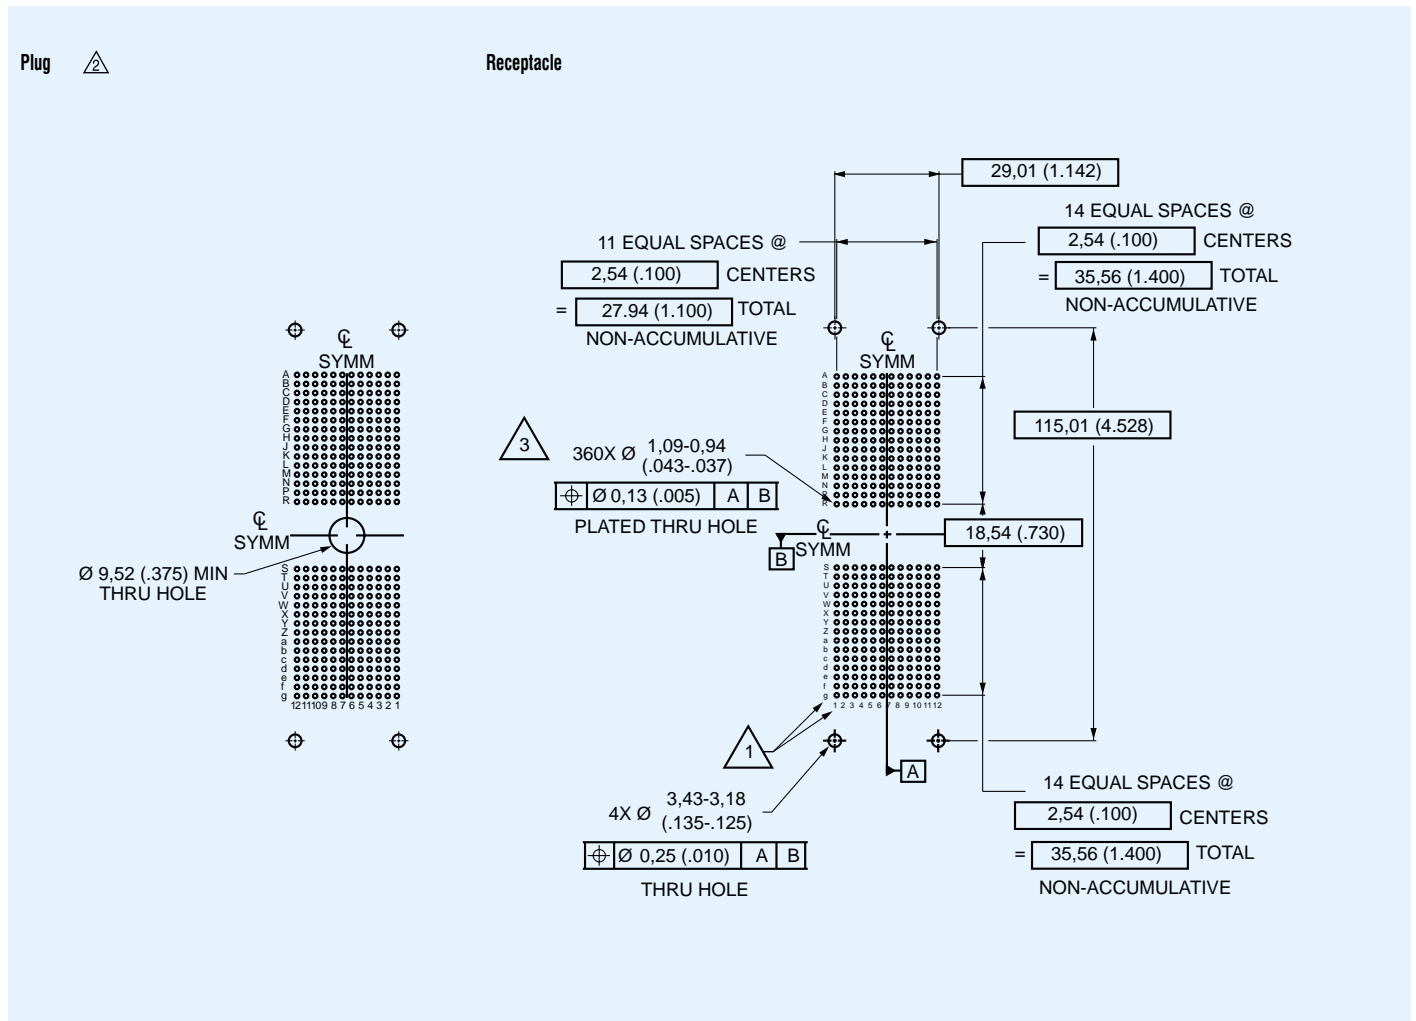 Plug 2
Receptacle
29,01 (1.142)
14 EQUAL SPACES @
2,54 (.100) CENTERS
= 35,56 (1.400) TOTAL
NON-ACCUMULATIVE
11 EQUAL SPACES @
2,54 (.100) CENTERS
= 27.94 (1.100) TOTAL
NON-ACCUMULATIVE
CL
SYMM
A
B
C
D
E
F
G
H
J
K
L
M
N
P
R
CL
SYMM
Ø 9,52 (.375) MIN
THRU HOLE
S
T
U
V
W
X
Y
Z
a
b
c
d
e
f
g
12 11 10 9 8 7 6 5 4 3 2 1
CL
SYMM
A
B
C
D
E
F
G
H
J
K
L
M
N
P
R
115,01 (4.528)
3
360X Ø 1,09-0,94
(.043-.037)
Ø 0,13 (.005) A B
PLATED THRU HOLE
CL
SYMM
B
18,54 (.730)
S
T
U
V
W
X
Y
Z
a
b
c
d
e
f
g
1 2 3 4 5 6 7 8 9 10 11 12
1
A
4X Ø 3,43-3,18
(.135-.125)
Ø 0,25 (.010) A B
THRU HOLE
14 EQUAL SPACES @
2,54 (.100) CENTERS
= 35,56 (1.400) TOTAL
NON-ACCUMULATIVE